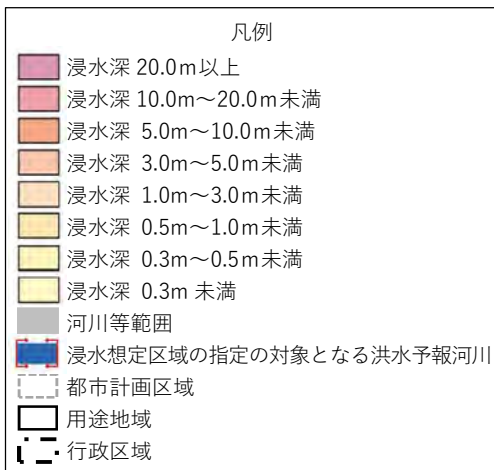 凡例
浸水深 20.0m以上
浸水深 10.0m～20.0m未満
浸水深 5.0m～10.0m未満
浸水深 3.0m～5.0m未満
浸水深 1.0m～3.0m未満
浸水深 0.5m～1.0m未満
浸水深 0.3m～0.5m未満
浸水深 0.3m 未満
河川等範囲
浸水想定区域の指定の対象となる洪水予報河川
都市計画区域
用途地域
行政区域